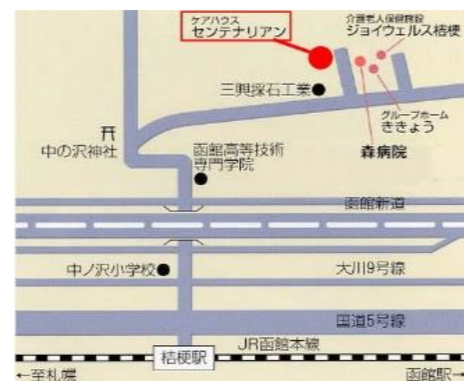 ケアハウス
センテナリアン
介護老人保健施設
ジョイウェルス桔梗
三興採石工業
グループホーム
ききょう
森病院
中の沢神社
函館高等技術
専門学院
函館新道
中ノ沢小学校
大川9号線
国道5号線
JR函館本線
桔梗駅
←至札幌
函館駅→